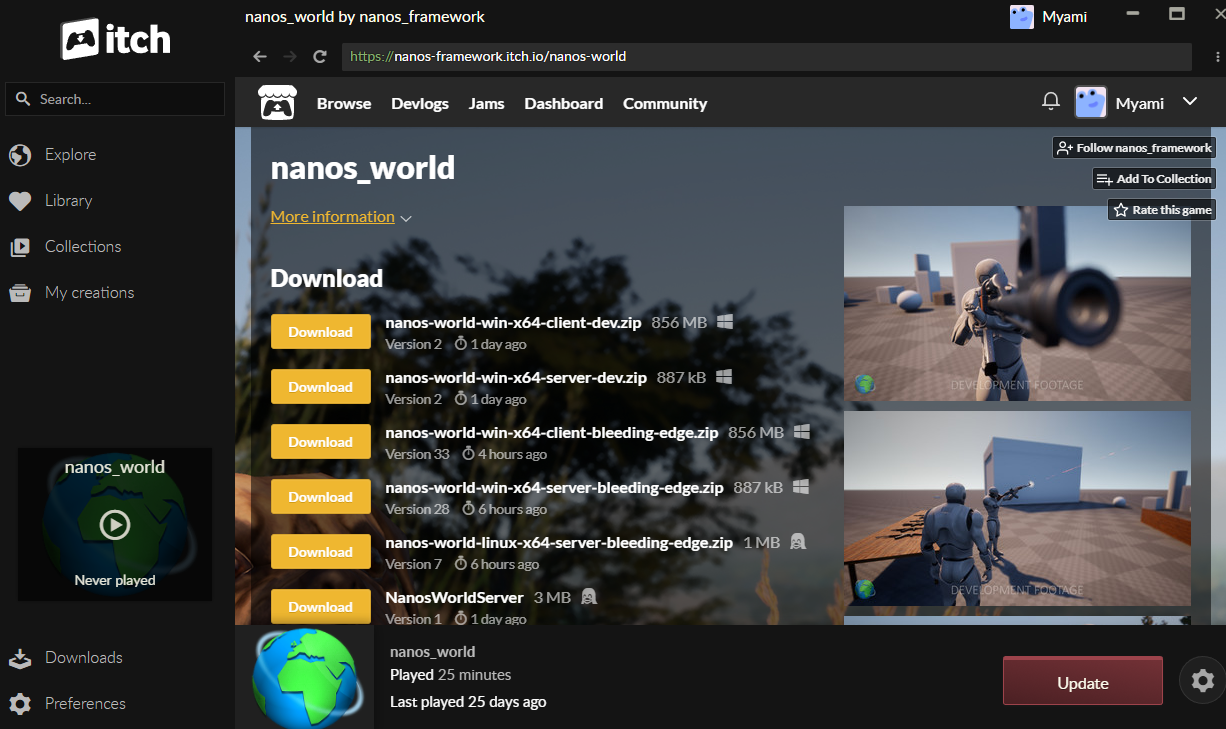 nanos_world by nanos_framework
Myami
itch
https://nanos-framework.itch.io/nanos-world
Search...
Explore
Library
Collections
My creations
nanos_world
Never played
Downloads
Preferences
Browse Devlogs Jams Dashboard Community
Myami
Follow nanos_framework
Add To Collection
Rate this game
nanos_world
More information
Download
Download nanos-world-win-x64-client-dev.zip 856 MB
Version 2 1 day ago
Download nanos-world-win-x64-server-dev.zip 887 kB
Version 2 1 day ago
Download nanos-world-win-x64-client-bleeding-edge.zip 856 MB
Version 33 4 hours ago
Download nanos-world-win-x64-server-bleeding-edge.zip 887 kB
Version 28 6 hours ago
Download nanos-world-linux-x64-server-bleeding-edge.zip 1 MB
Version 7 6 hours ago
Download NanosWorldServer 3 MB
Version 1 1 day ago
DEVELOPMENT FOOTAGE
DEVELOPMENT FOOTAGE
nanos_world
Played 25 minutes
Last played 25 days ago
Update